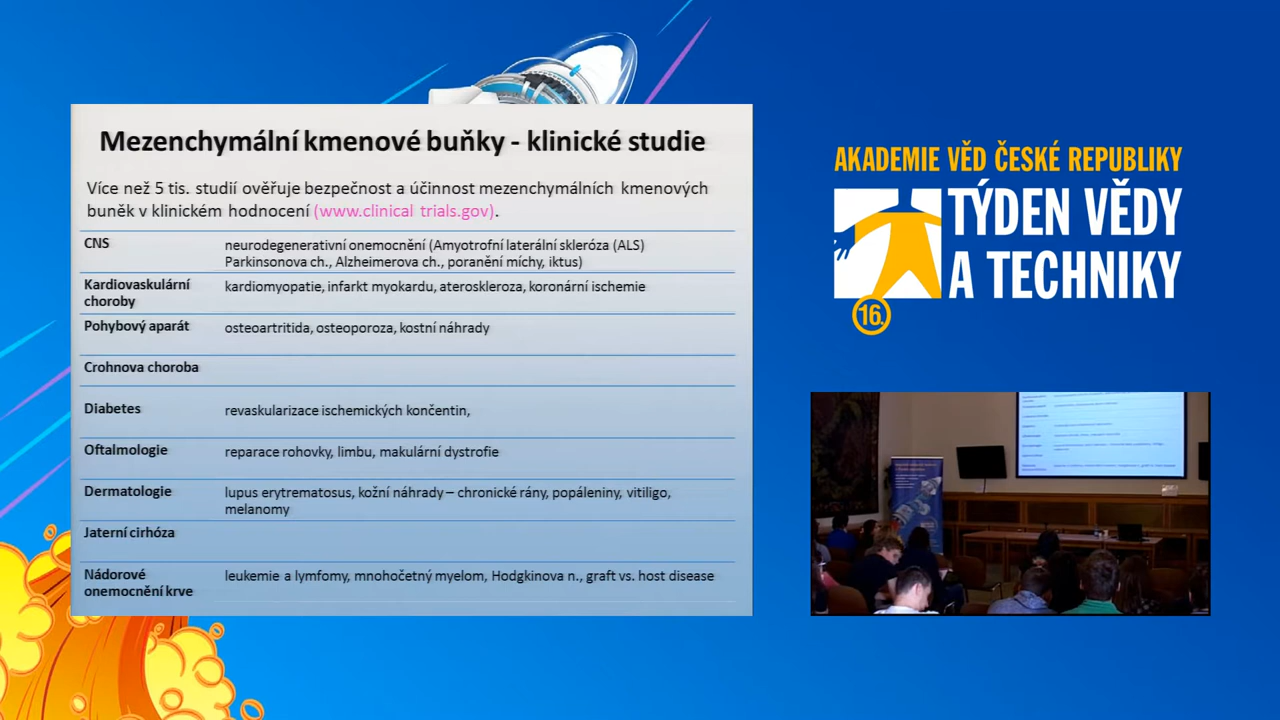 Mezenchymální kmenové buňky - klinické studie
Více než 5 tis. studií ověřuje bezpečnost a účinnost mezenchymálních kmenových
buněk v klinickém hodnocení (www.clinical trials.gov).
CNS
neurodegenerativní onemocnění (Amyotrofní laterální skleróza (ALS)
Parkinsonova ch., Alzheimerova ch., poranění míchy, iktus)
Kardiovaskulární
choroby
kardiomyopatie, infarkt myokardu, ateroskleroza, koronární ischemie
Pohybový aparát
osteoartritida, osteoporoza, kostní náhrady
Crohnova choroba
Diabetes
revaskularizace ischemických končentin,
Oftalmologie
reparace rohovky, limbu, makulární dystrofie
Dermatologie
lupus erytrematosus, kožní náhrady – chronické rány, popáleniny, vitiligo,
melanomy
Jaterní cirhóza
Nádorové
onemocnění krve
leukemie a lymfomy, mnohočetný myelom, Hodgkinova n., graft vs. host disease
AKADEMIE VĚD ČESKÉ REPUBLIKY
TÝDEN VĚDY
A TECHNIKY
16.